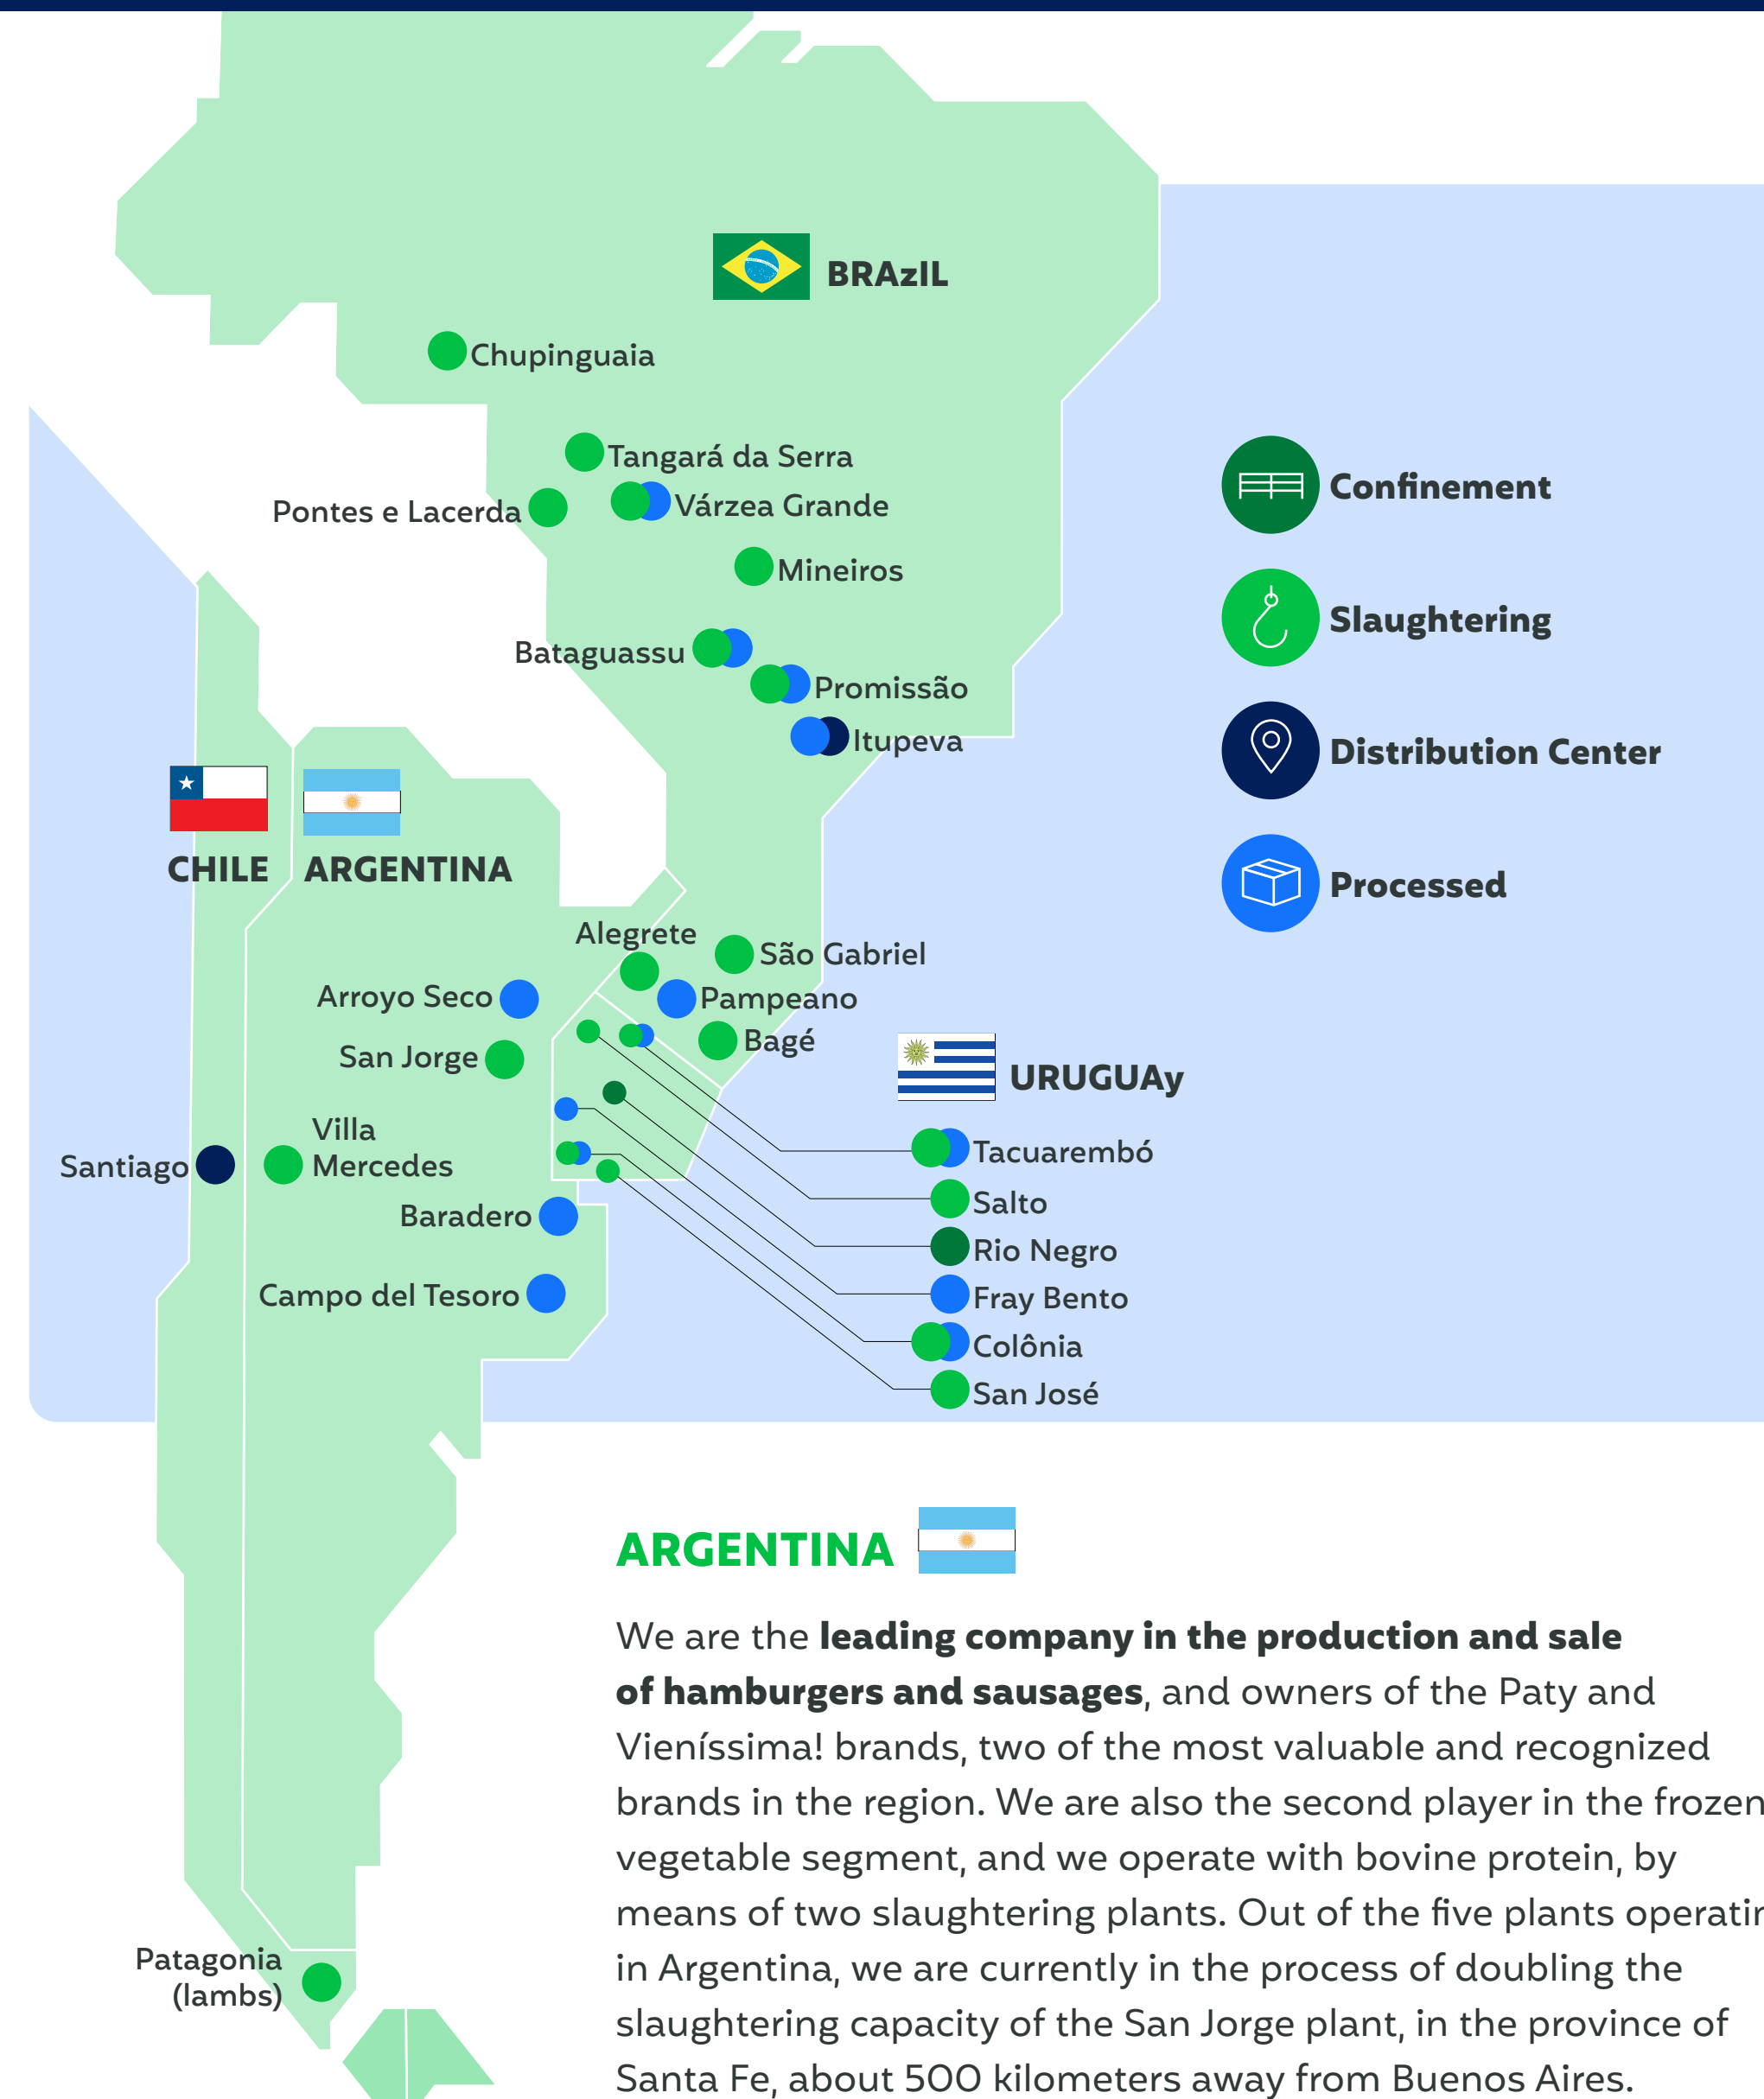 BRAzIL
Chupinguaia
Tangará da Serra
Pontes e Lacerda
Várzea Grande
Mineiros
Bataguassu
Promissão
Itupeva
Confinement
Slaughtering
Distribution Center
Processed
CHILE
ARGENTINA
Alegrete
São Gabriel
Arroyo Seco
Pampeano
San Jorge
Bagé
URUGUAy
Villa
Mercedes
Santiago
Baradero
Campo del Tesoro
Tacuarembó
Salto
Rio Negro
Fray Bento
Colônia
San José
ARGENTINA
We are the leading company in the production and sale
of hamburgers and sausages, and owners of the Paty and
Vieníssima! brands, two of the most valuable and recognized
brands in the region. We are also the second player in the frozen
vegetable segment, and we operate with bovine protein, by
means of two slaughtering plants. Out of the five plants operatin
in Argentina, we are currently in the process of doubling the
slaughtering capacity of the San Jorge plant, in the province of
Santa Fe, about 500 kilometers away from Buenos Aires.
Patagonia
(lambs)